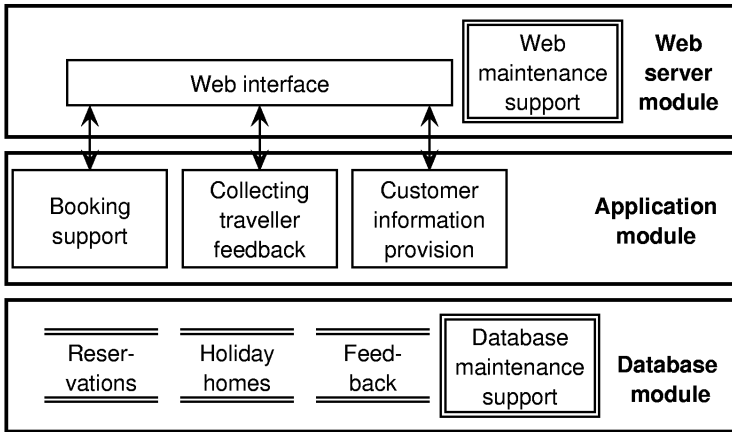 Web interface
Web
maintenance
support
Web
server
module
Booking
support
Collecting
traveller
feedback
Customer
information
provision
Application
module
Reser-
vations
Holiday
homes
Feed-
back
Database
maintenance
support
Database
module